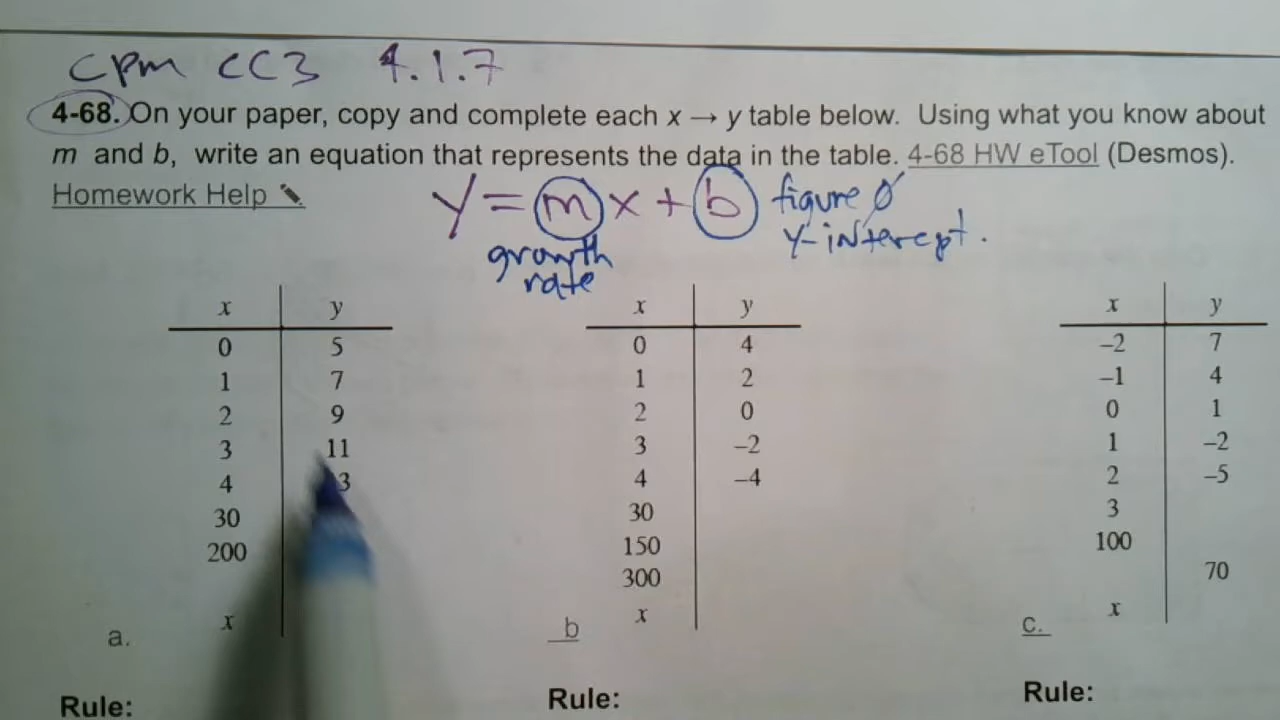 CPM CC3 4.1.7
4-68. On your paper, copy and complete each x → y table below. Using what you know about
m and b, write an equation that represents the data in the table. 4-68 HW eTool (Desmos).
Homework Help
y = mx + b figure 0
y-intercept.
growth
rate
x y
0 5
1 7
2 9
3 11
4 3
30
200
x
a.
Rule:
x y
0 4
1 2
2 0
3 –2
4 –4
30
150
300
x
b
Rule:
x y
–2 7
–1 4
0 1
1 –2
2 –5
3
100
70
x
c.
Rule: